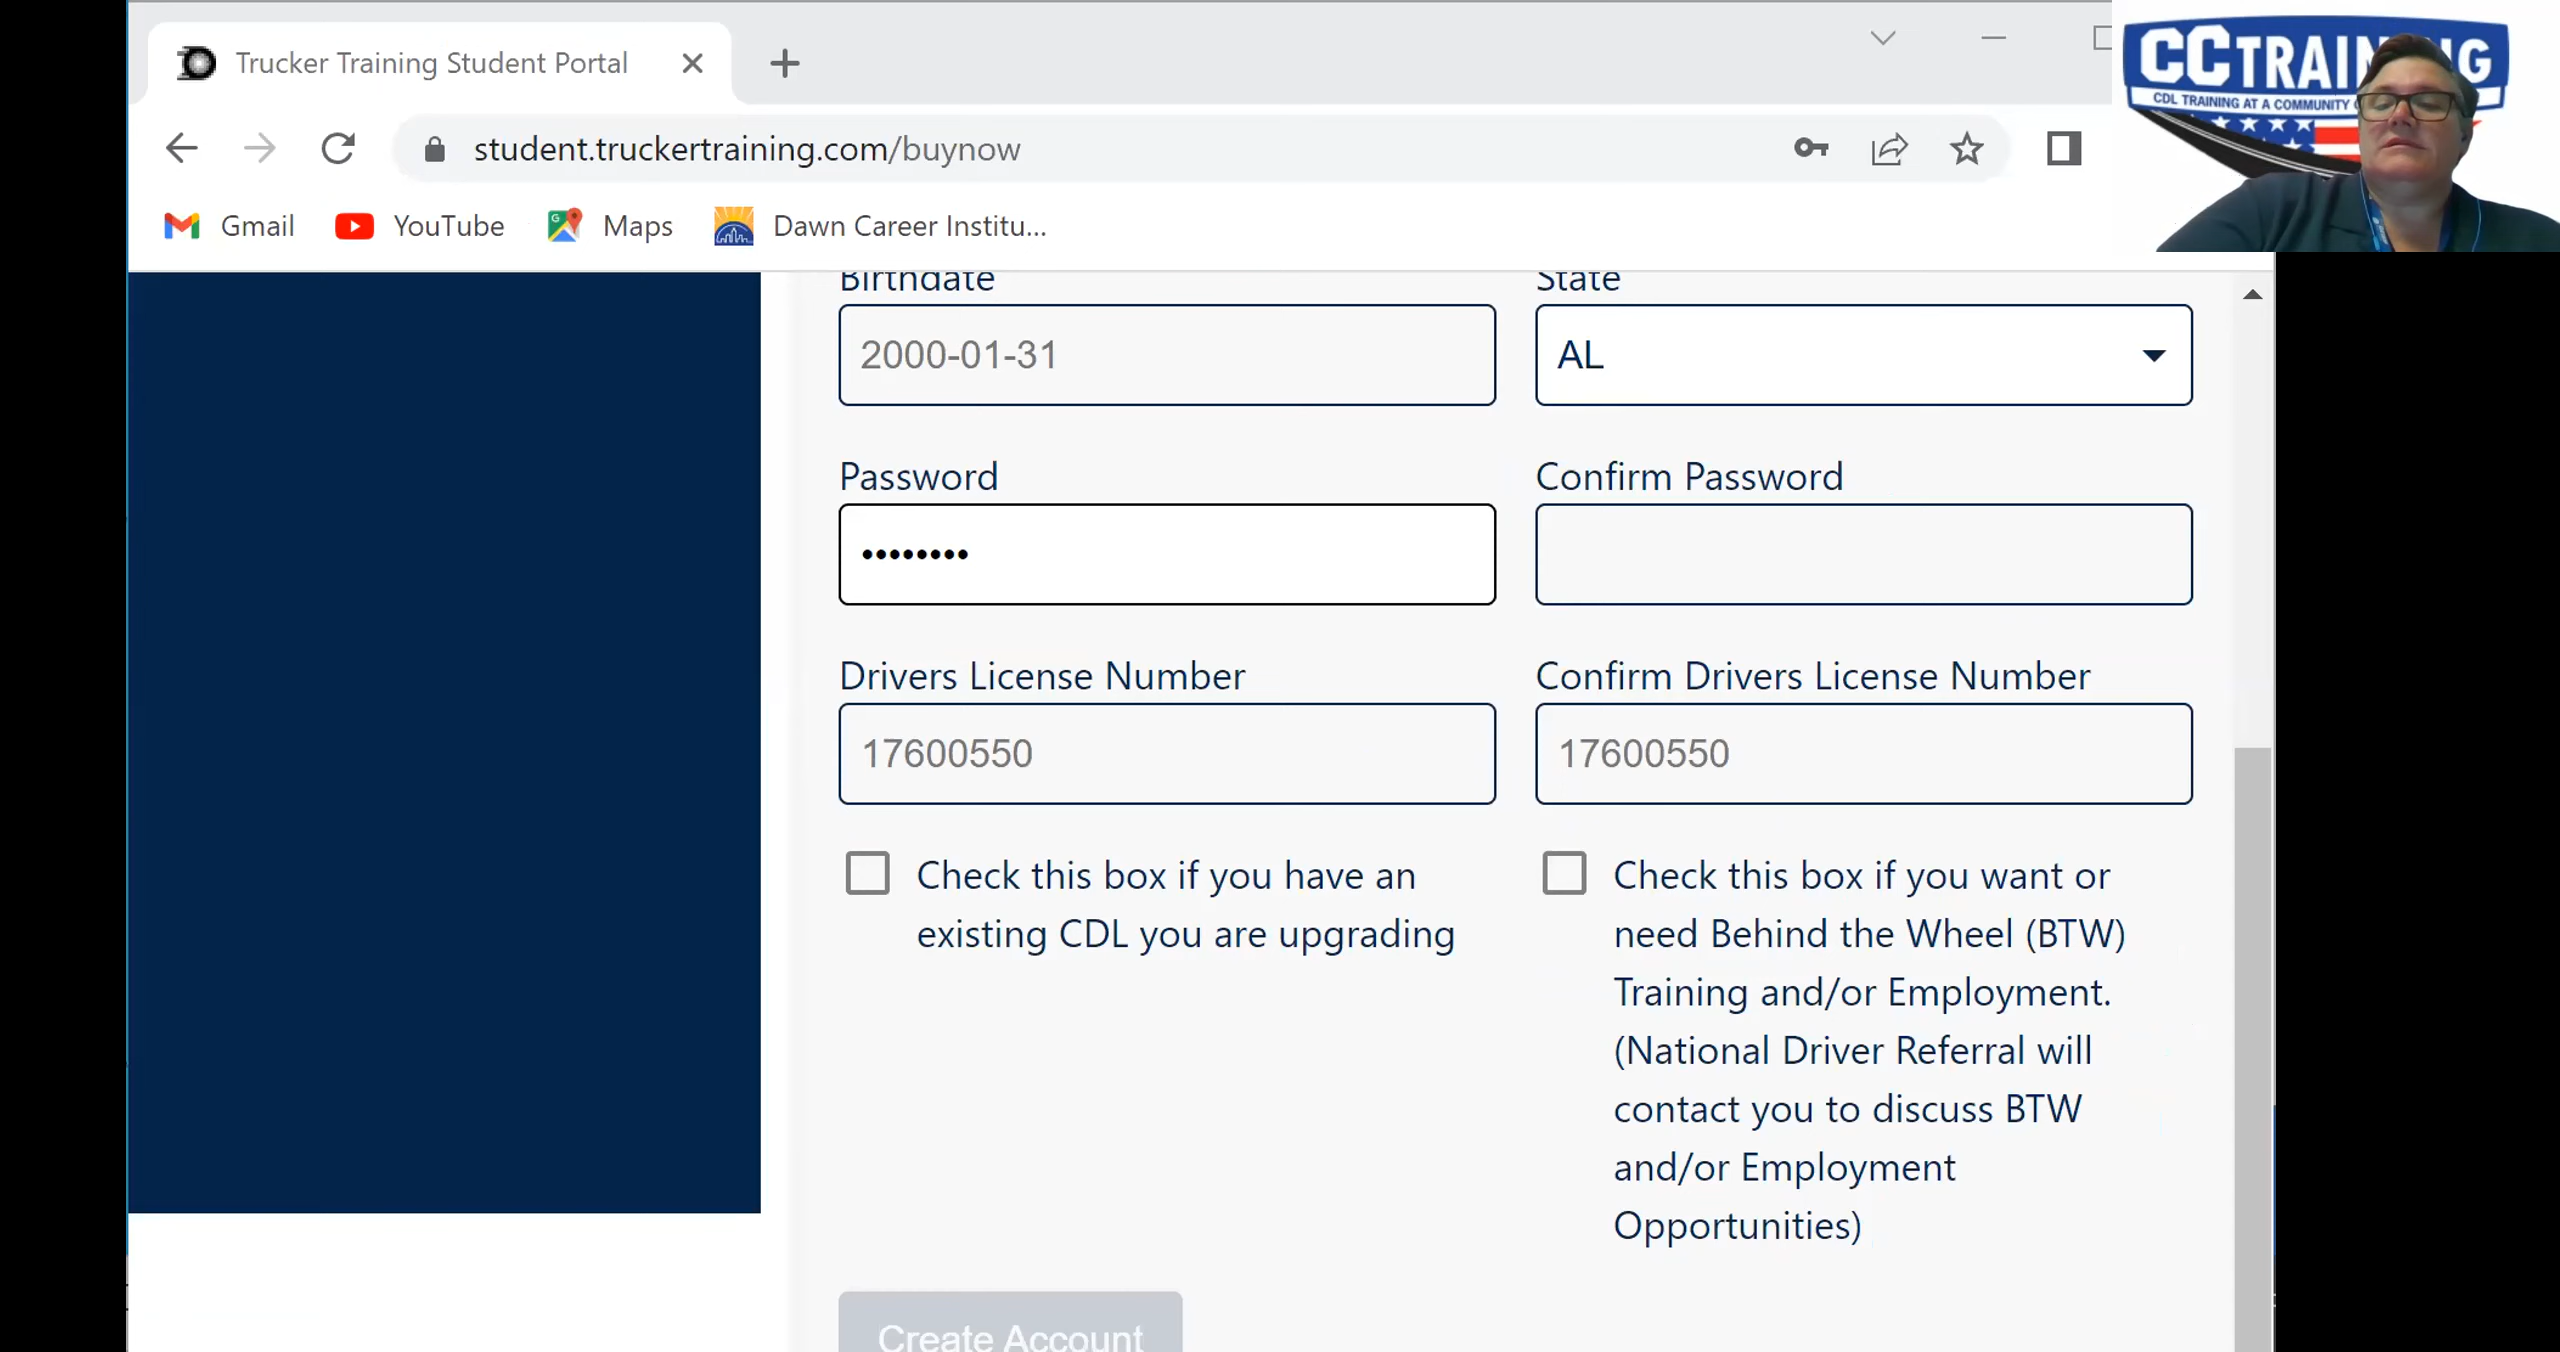 Trucker Training Student Portal
student.truckertraining.com/buynow
Gmail YouTube Maps Dawn Career Institu...
CCTRAIN G
CDL TRAINING AT A COMMUNITY
Birthdate State
2000-01-31 AL
Password Confirm Password
••••••••
Drivers License Number Confirm Drivers License Number
17600550 17600550
Check this box if you have an
existing CDL you are upgrading
Check this box if you want or
need Behind the Wheel (BTW)
Training and/or Employment.
(National Driver Referral will
contact you to discuss BTW
and/or Employment
Opportunities)
Create Account